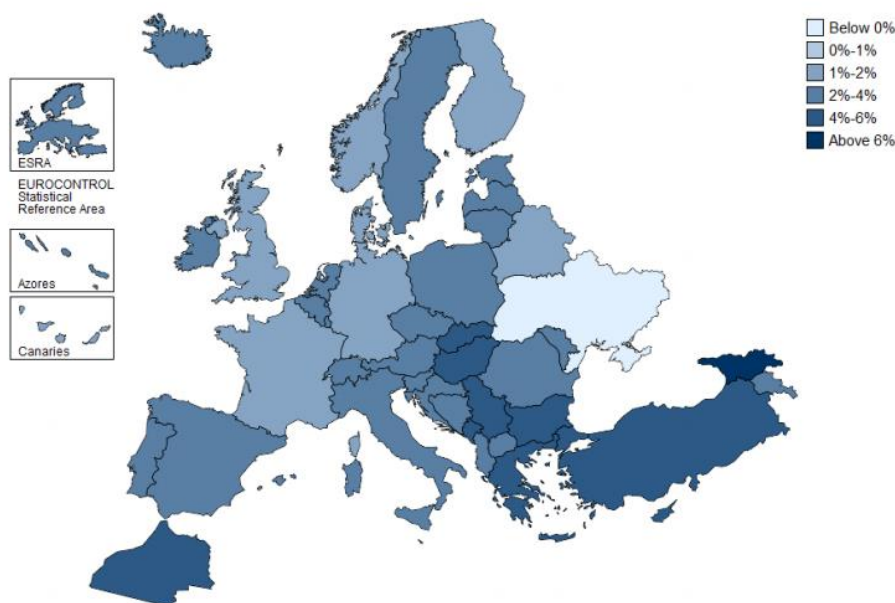 Below 0%
0%-1%
1%-2%
2%-4%
4%-6%
Above 6%
ESRA
EUROCONTROL
Statistical
Reference Area
Azores
Canaries